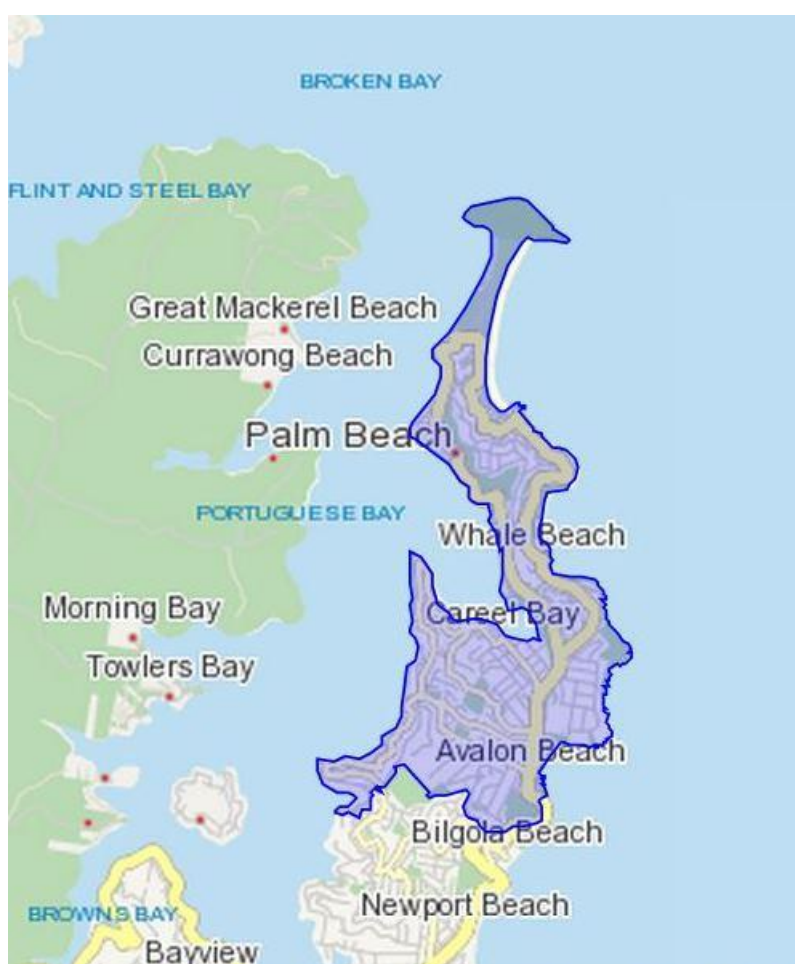 BROKEN BAY
FLINT AND STEEL BAY
Great Mackerel Beach
Currawong Beach
Palm Beach
PORTUGUESE BAY
Whale Beach
Morning Bay
Careel Bay
Towlers Bay
Avalon Beach
Bilgola Beach
Newport Beach
BROWNS BAY
Bayview